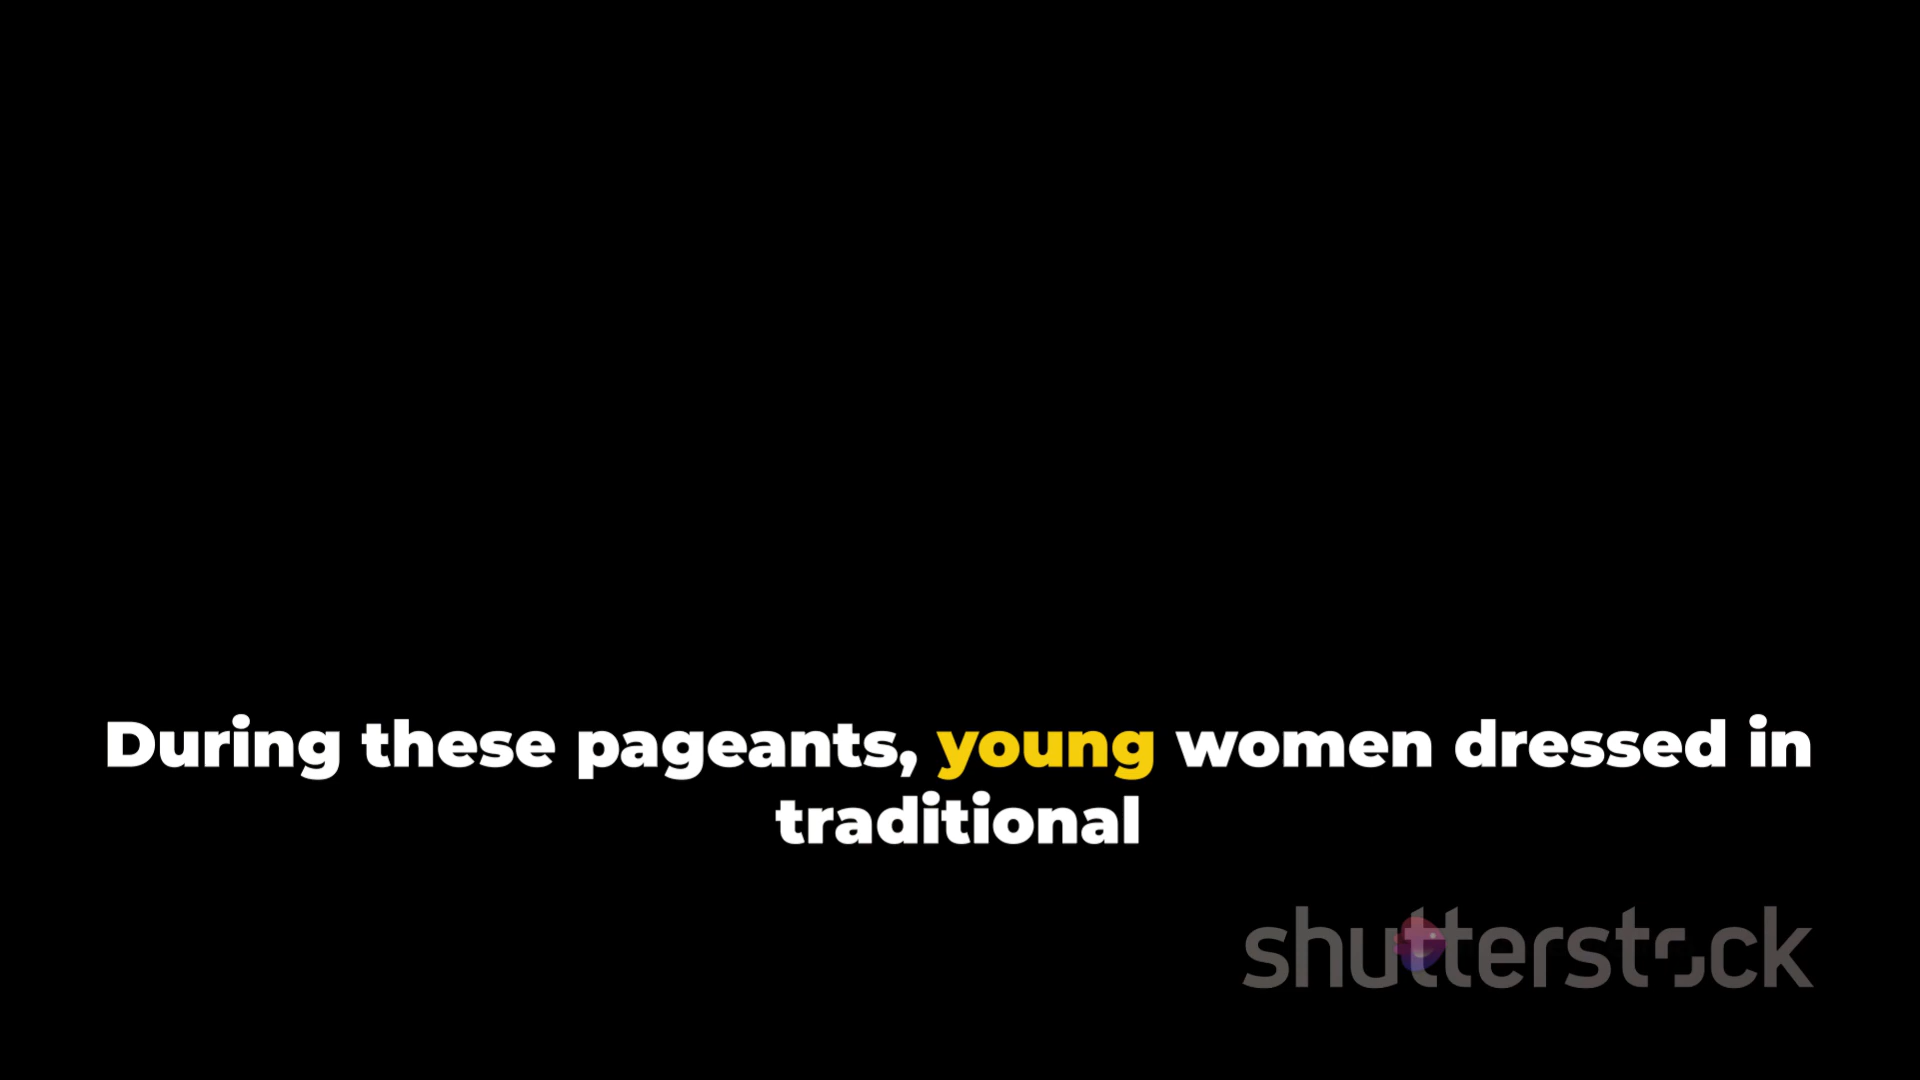 During these pageants, young women dressed in
traditional
shutterstock